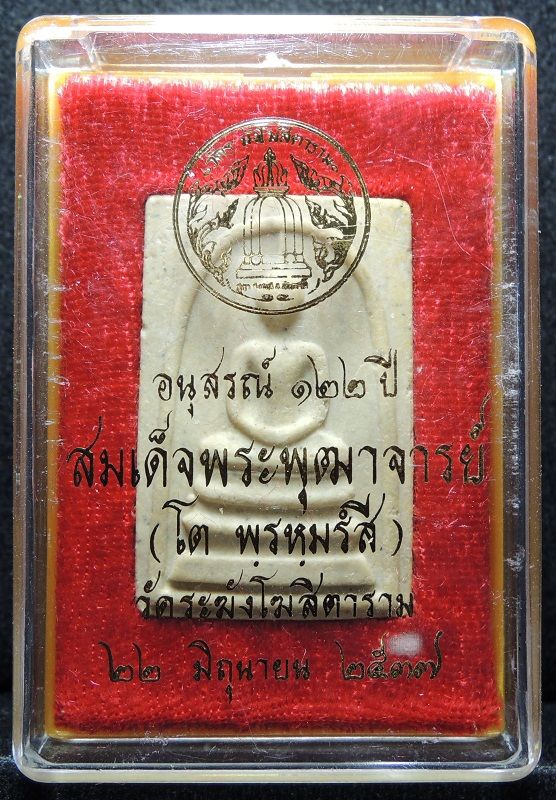 อนุสรณ์ ๑๒๒ ปี
สมเด็จพระพุฒาจารย์
(โต พฺรหฺมรํสี)
วัดระฆังโฆสิตาราม
๒๒ มิถุนายน ๒๕๓๗